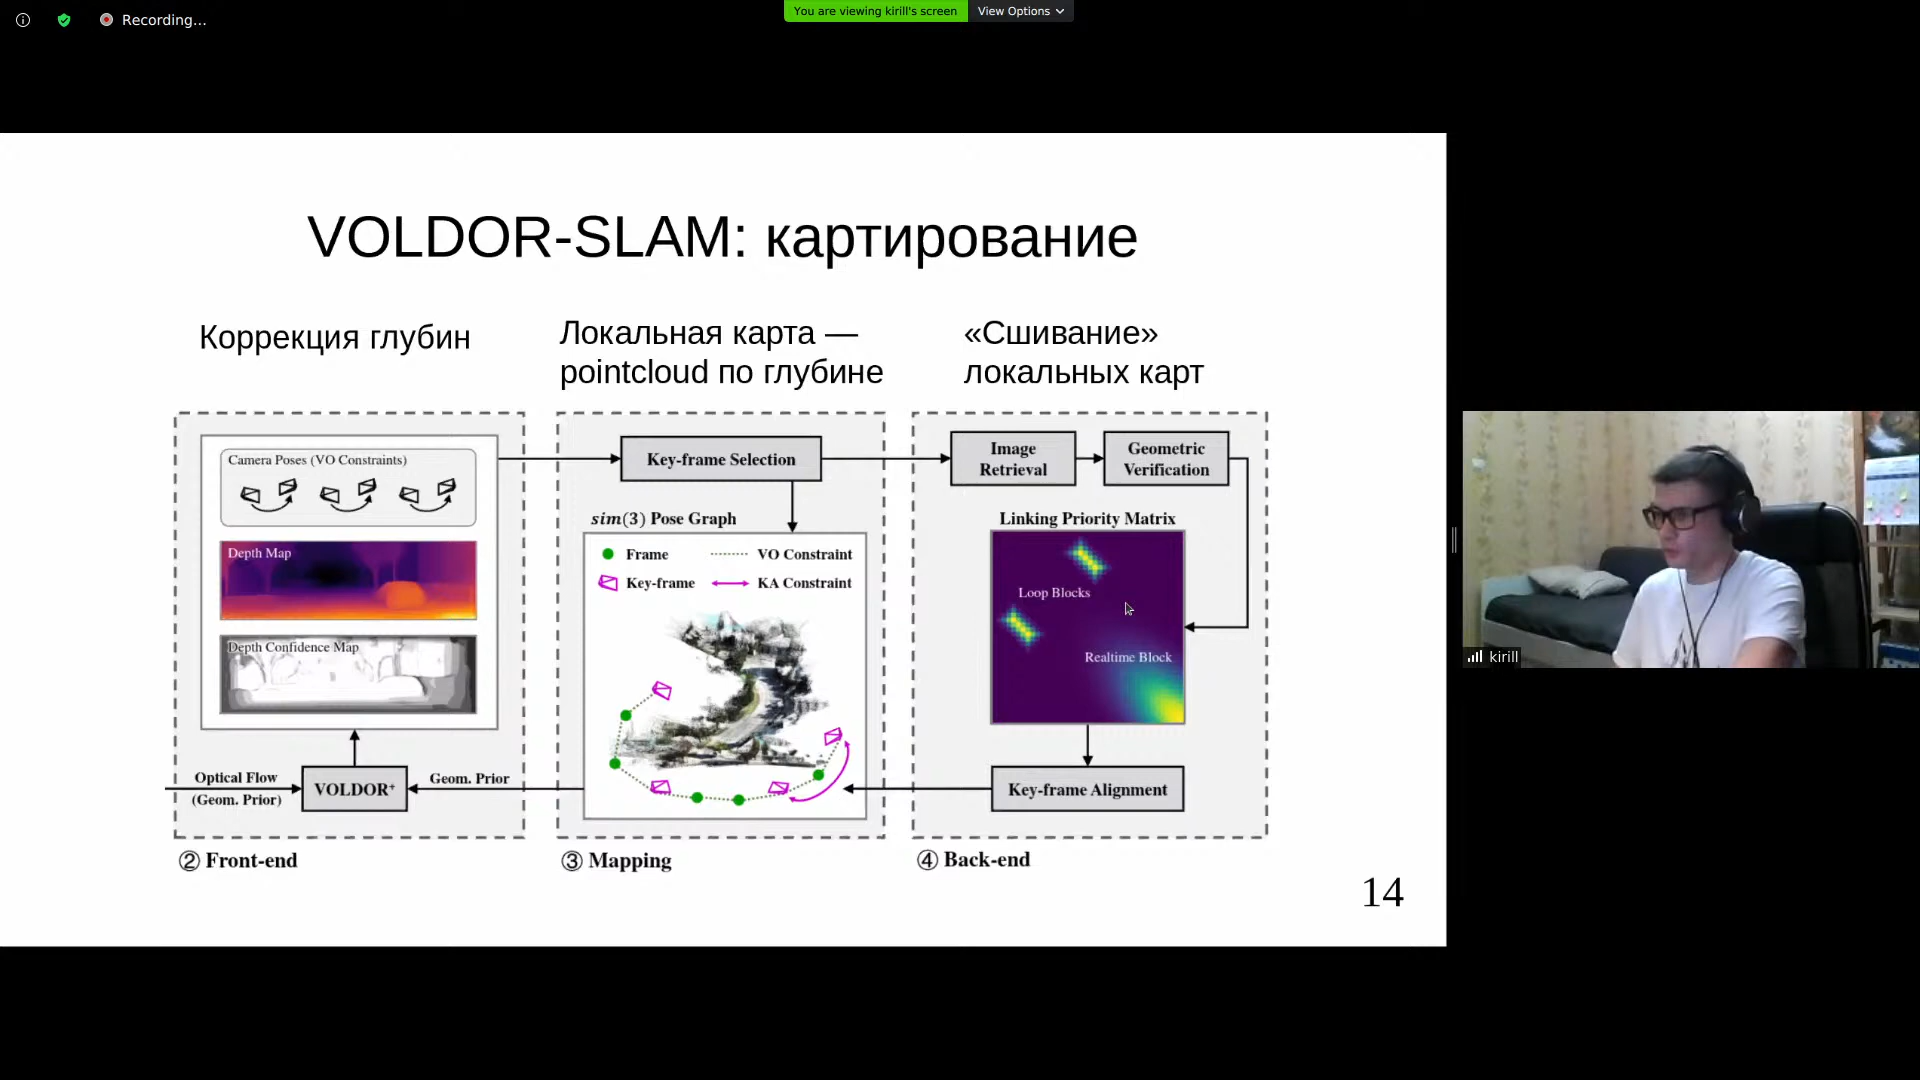 Recording...
You are viewing kirill's screen
View Options
VOLDOR-SLAM: картирование
Коррекция глубин
Локальная карта —
pointcloud по глубине
«Сшивание»
локальных карт
Camera Poses (VO Constraints)
Depth Map
Depth Confidence Map
Optical Flow
(Geom. Prior)
VOLDOR⁺
Geom. Prior
② Front-end
Key-frame Selection
sim(3) Pose Graph
Frame
VO Constraint
Key-frame
KA Constraint
③ Mapping
Image
Retrieval
Geometric
Verification
Linking Priority Matrix
Loop Blocks
Realtime Block
Key-frame Alignment
④ Back-end
14
kirill